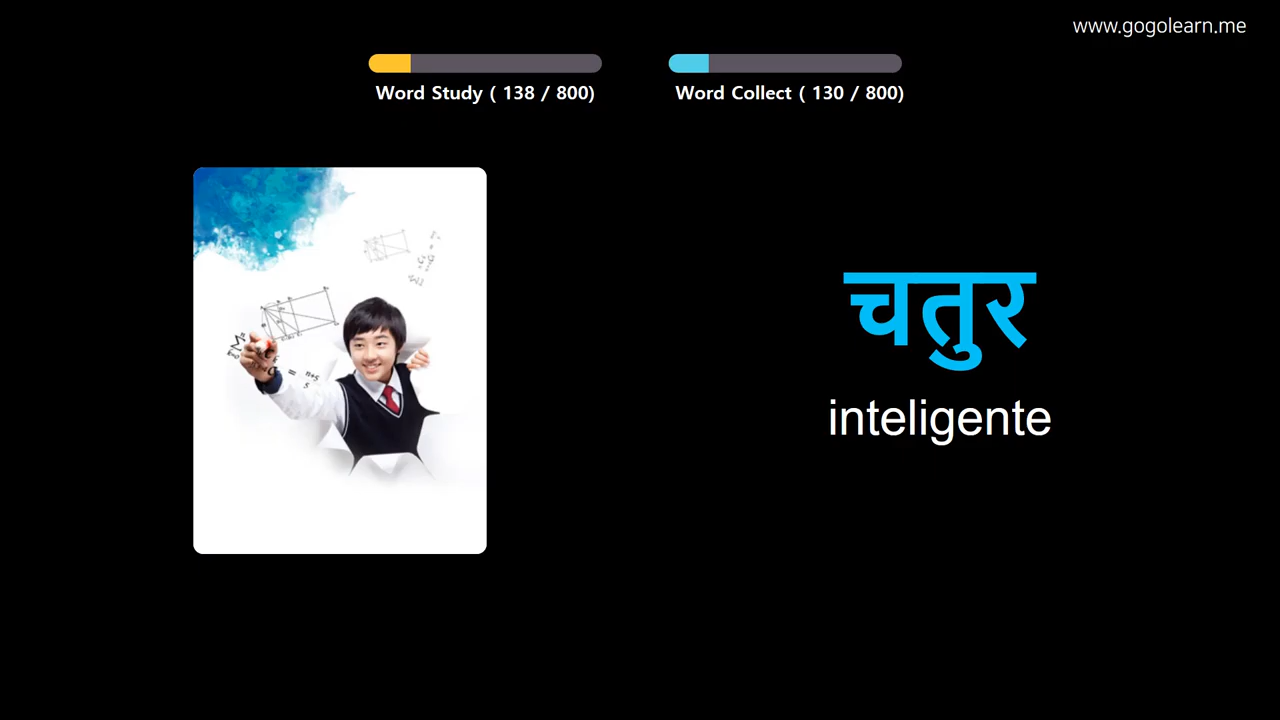 www.gogolearn.me
Word Study ( 138 / 800)
Word Collect ( 130 / 800)
चतुर
inteligente